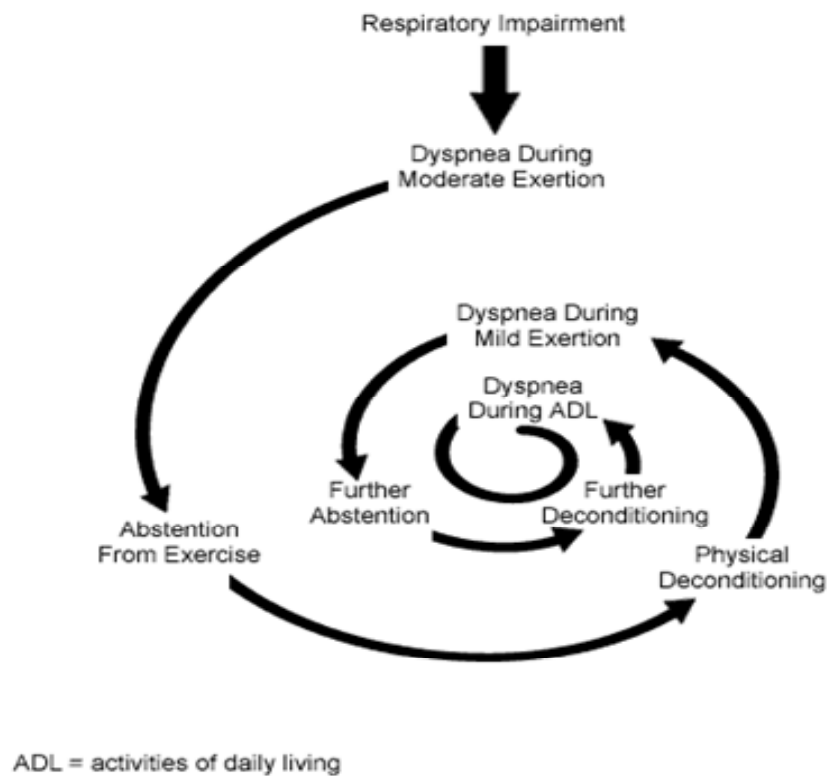 Respiratory Impairment
Dyspnea During
Moderate Exertion
Dyspnea During
Mild Exertion
Dyspnea
During ADL
Further
Abstention
Further
Deconditioning
Abstention
From Exercise
Physical
Deconditioning
ADL = activities of daily living